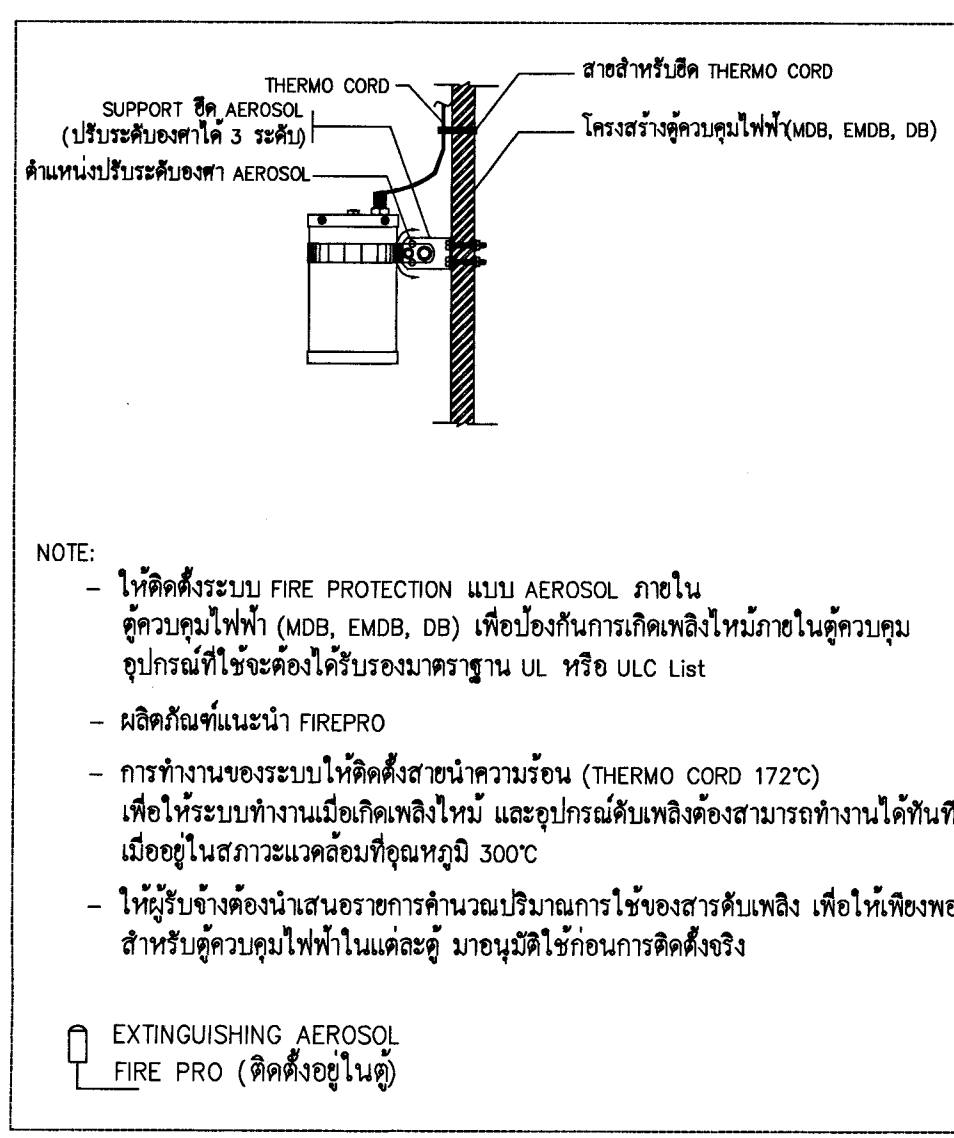 THERMO CORD
สายสำหรับยึด THERMO CORD
SUPPORT ยึด AEROSOL
(ปรับระดับองศาได้ 3 ระดับ)
โครงสร้างตู้ควบคุมไฟฟ้า(MDB, EMDB, DB)
ตำแหน่งปรับระดับองศา AEROSOL
NOTE:
– ให้ติดตั้งระบบ FIRE PROTECTION แบบ AEROSOL ภายใน
ตู้ควบคุมไฟฟ้า (MDB, EMDB, DB) เพื่อป้องกันการเกิดเพลิงไหม้ภายในตู้ควบคุม
อุปกรณ์ที่ใช้จะต้องได้รับรองมาตราฐาน UL หรือ ULC List
– ผลิตภัณฑ์แนะนำ FIREPRO
– การทำงานของระบบให้ติดตั้งสายนำความร้อน (THERMO CORD 172°C)
เพื่อให้ระบบทำงานเมื่อเกิดเพลิงไหม้ และอุปกรณ์ดับเพลิงต้องสามารถทำงานได้ทันที
เมื่ออยู่ในสภาวะแวดล้อมที่อุณหภูมิ 300°C
– ให้ผู้รับจ้างต้องนำเสนอรายการคำนวณปริมาณการใช้ของสารดับเพลิง เพื่อให้เพียงพอ
สำหรับตู้ควบคุมไฟฟ้าในแต่ละตู้ มาอนุมัติใช้ก่อนการติดตั้งจริง
EXTINGUISHING AEROSOL
FIRE PRO (ติดตั้งอยู่ในตู้)